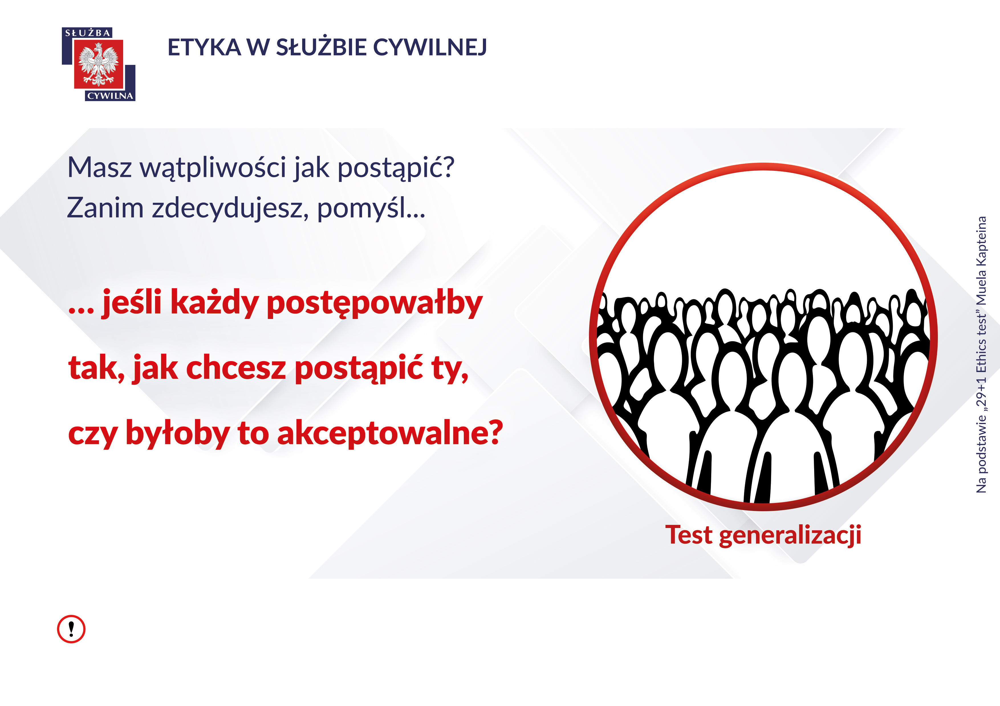 SŁUŻBA
CYWILNA
ETYKA W SŁUŻBIE CYWILNEJ
Masz wątpliwości jak postąpić?
Zanim zdecydujesz, pomyśl...
... jeśli każdy postępowałby
tak, jak chcesz postąpić ty,
czy byłoby to akceptowalne?
Test generalizacji
Na podstawie „29+1 Ethics test” Muela Kapteina
!